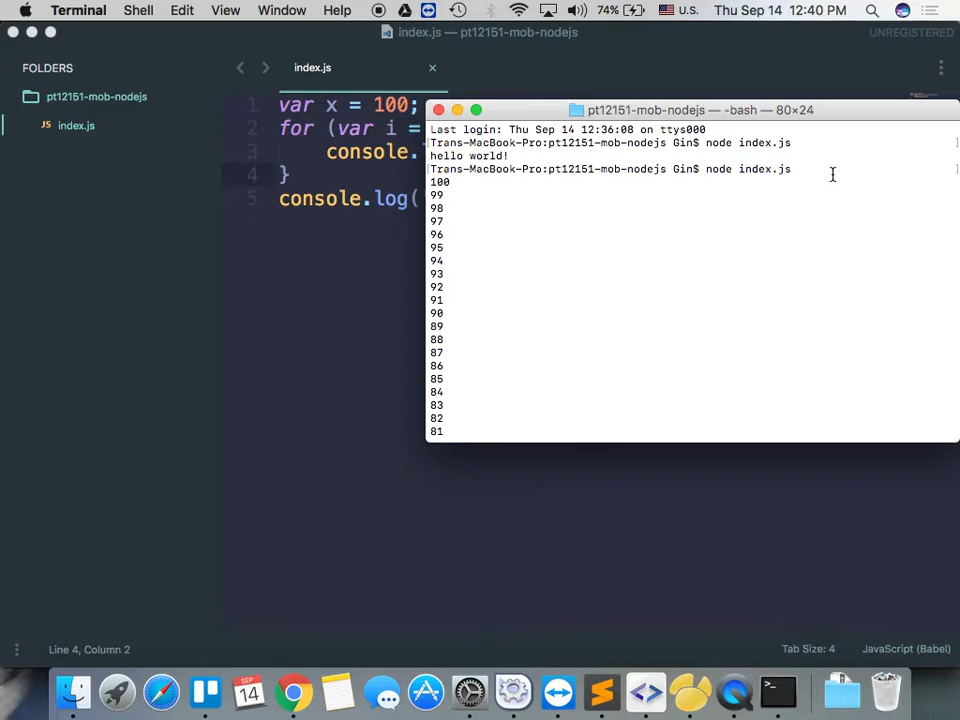 Terminal Shell Edit View Window Help 74% U.S. Thu Sep 14 12:40 PM
index.js — pt12151-mob-nodejs UNREGISTERED
FOLDERS
pt12151-mob-nodejs
index.js
index.js ×
1 var x = 100;
2 for (var i =
3 console.
4 }
5 console.log(
pt12151-mob-nodejs — -bash — 80×24
Last login: Thu Sep 14 12:36:08 on ttys000
[Trans-MacBook-Pro:pt12151-mob-nodejs Gin$ node index.js ]
hello world!
[Trans-MacBook-Pro:pt12151-mob-nodejs Gin$ node index.js ]
100
99
98
97
96
95
94
93
92
91
90
89
88
87
86
85
84
83
82
81
Line 4, Column 2 Tab Size: 4 JavaScript (Babel)
SEP
14